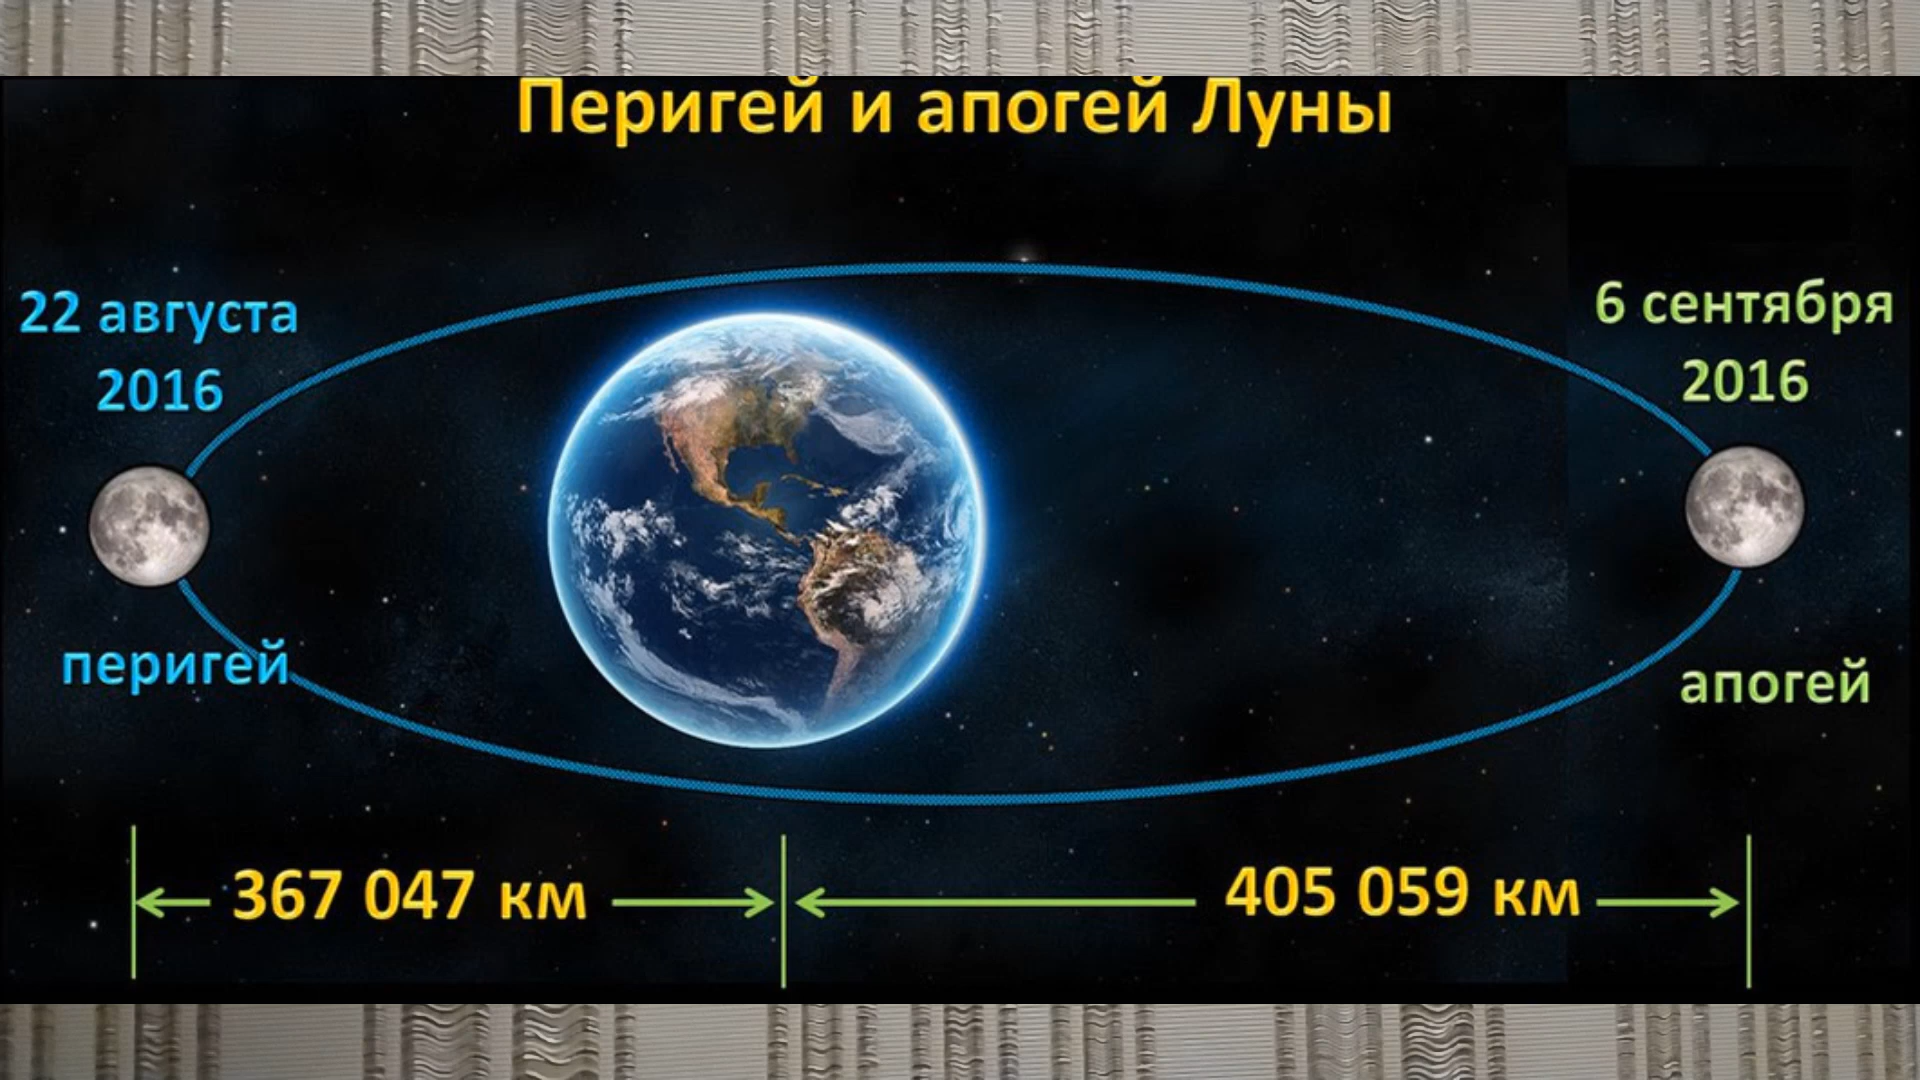 Перигей и апогей Луны
22 августа
2016
6 сентября
2016
перигей
апогей
367 047 км
405 059 км